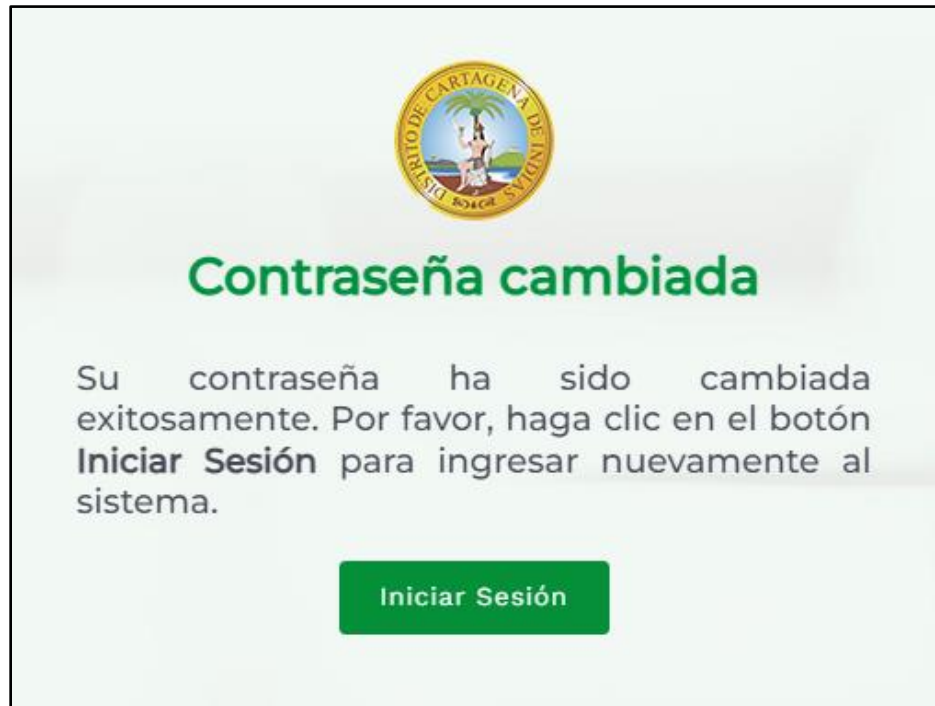 DISTRITO DE CARTAGENA DE INDIAS
Contraseña cambiada
Su contraseña ha sido cambiada
exitosamente. Por favor, haga clic en el botón
Iniciar Sesión para ingresar nuevamente al
sistema.
Iniciar Sesión